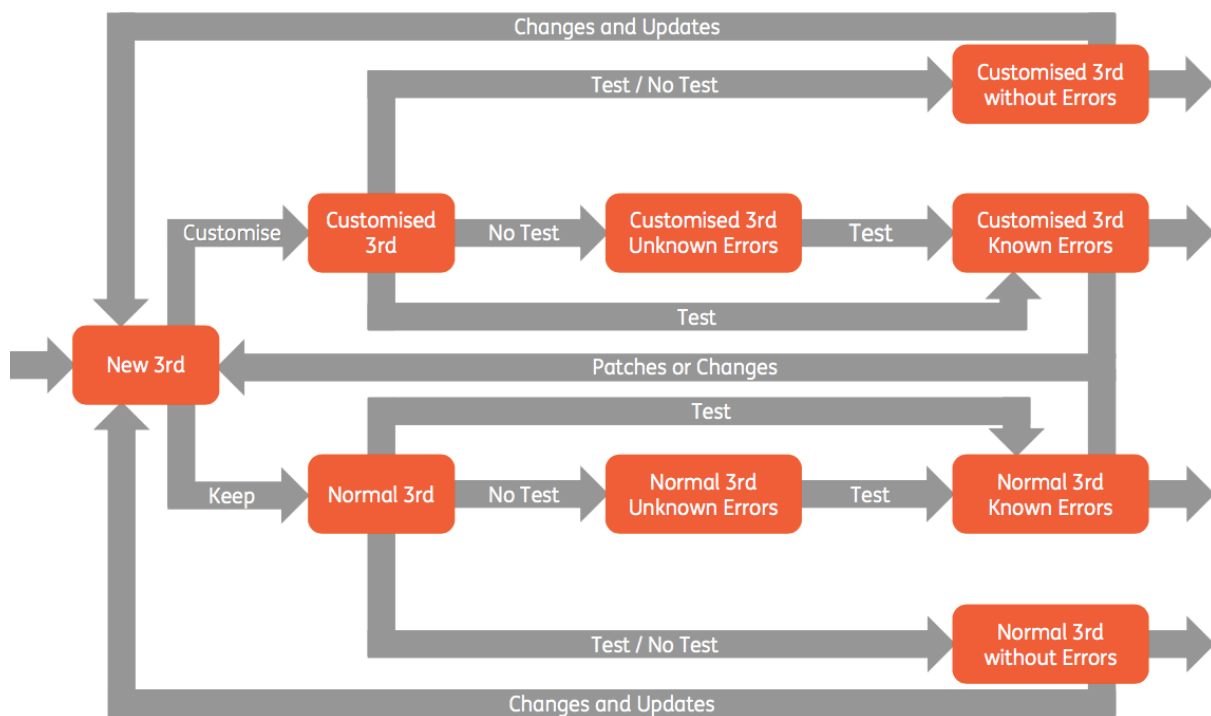 Changes and Updates
Customised 3rd
without Errors
Test / No Test
Customise
Customised
3rd
No Test
Customised 3rd
Unknown Errors
Test
Customised 3rd
Known Errors
Test
New 3rd
Patches or Changes
Test
Keep
Normal 3rd
No Test
Normal 3rd
Unknown Errors
Test
Normal 3rd
Known Errors
Test / No Test
Normal 3rd
without Errors
Changes and Updates